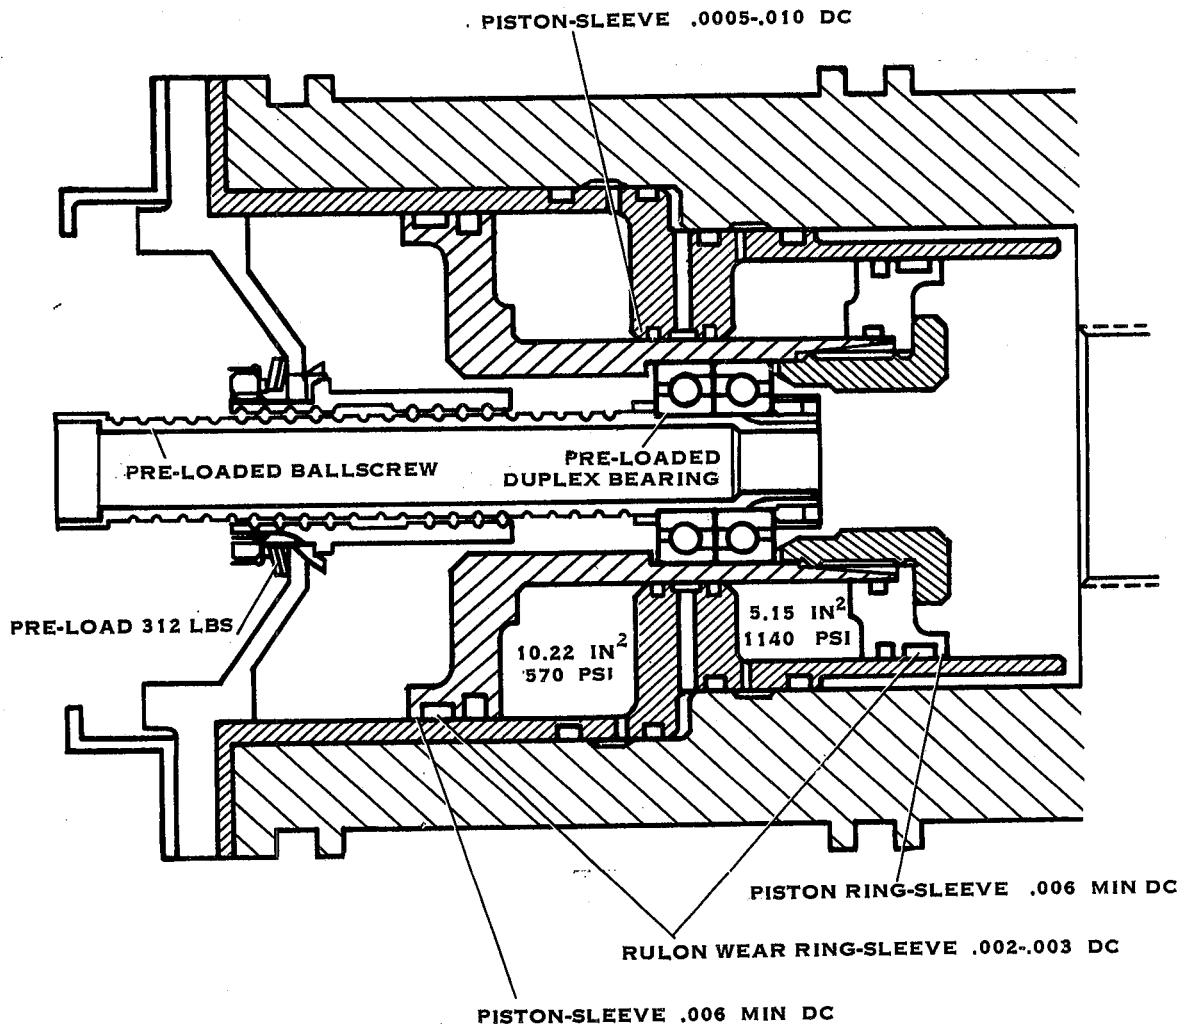 PISTON-SLEEVE .0005-.010 DC
PRE-LOADED BALLSCREW
PRE-LOADED
DUPLEX BEARING
PRE-LOAD 312 LBS
10.22 IN²
570 PSI
5.15 IN²
1140 PSI
PISTON RING-SLEEVE .006 MIN DC
RULON WEAR RING-SLEEVE .002-.003 DC
PISTON-SLEEVE .006 MIN DC